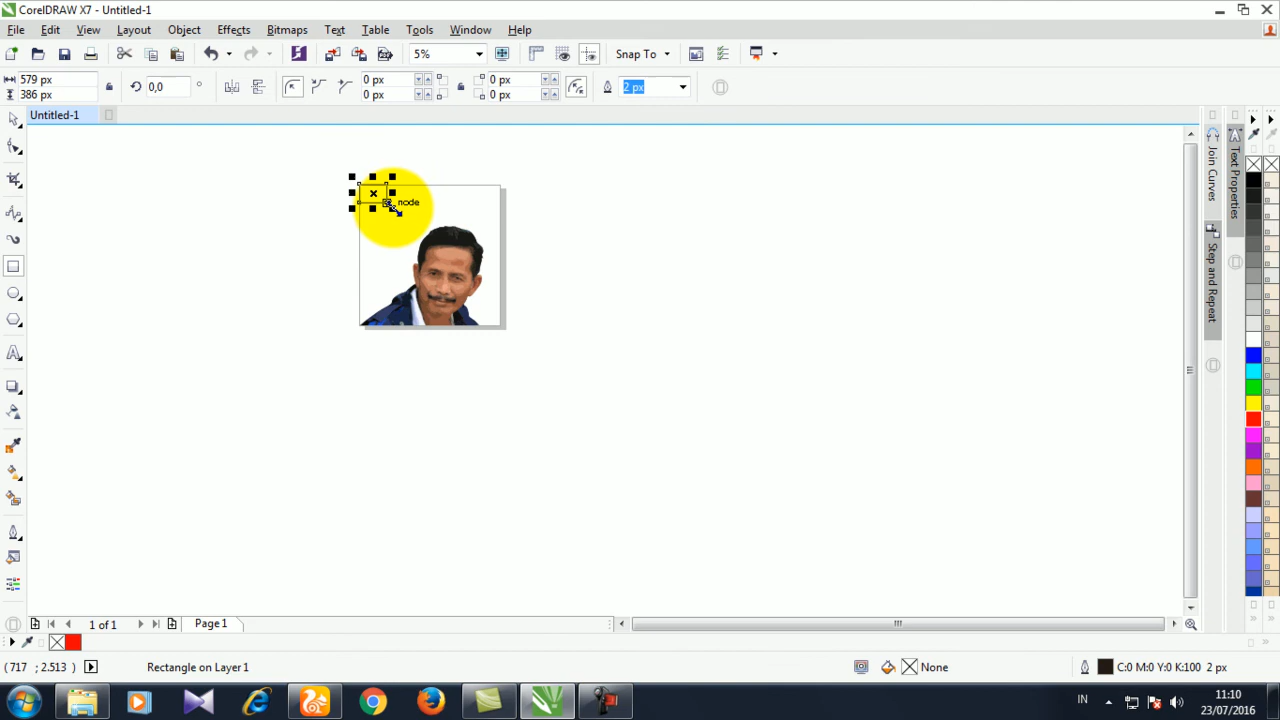 CorelDRAW X7 - Untitled-1
File Edit View Layout Object Effects Bitmaps Text Table Tools Window Help
5% Snap To
579 px
386 px
0,0 °
0 px
0 px
0 px
0 px
2 px
Untitled-1
node
Join Curves
Step and Repeat
Text Properties
1 of 1 Page 1
(717 ; 2.513 ) Rectangle on Layer 1 None C:0 M:0 Y:0 K:100 2 px
IN 11:10
23/07/2016